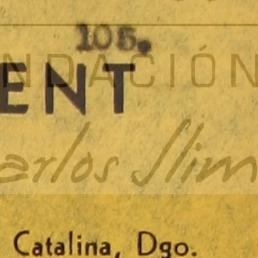 105.
NDACIÓN
ENT
arlos Slim
Catalina, Dgo.